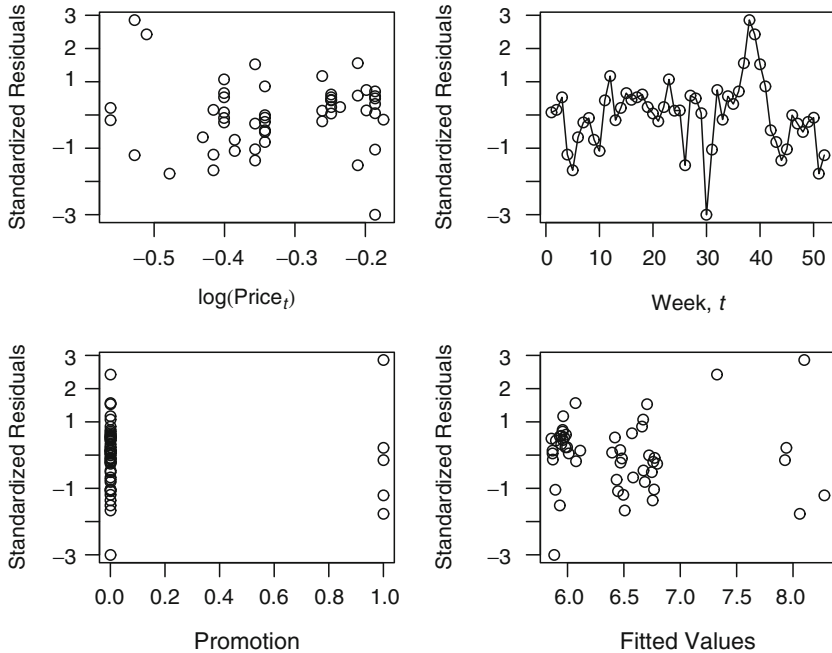 Standardized Residuals
3
2
1
−1
−3
−0.5 −0.4 −0.3 −0.2
log(Price_t)
Standardized Residuals
3
2
1
−1
−3
0 10 20 30 40 50
Week, t
Standardized Residuals
3
2
1
−1
−3
0.0 0.2 0.4 0.6 0.8 1.0
Promotion
Standardized Residuals
3
2
1
−1
−3
6.0 6.5 7.0 7.5 8.0
Fitted Values